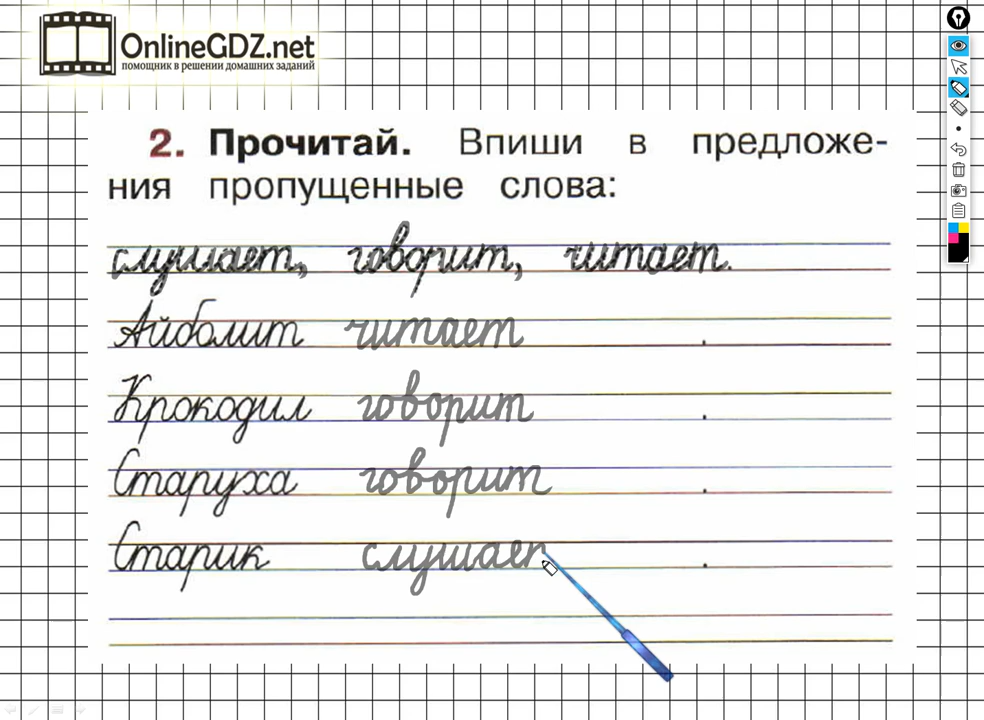 OnlineGDZ.net
помощник в решении домашних заданий
2. Прочитай. Впиши в предложе-
ния пропущенные слова:
слушает, говорит, читает.
Айболит читает .
Крокодил говорит .
Старуха говорит .
Старик слушает .